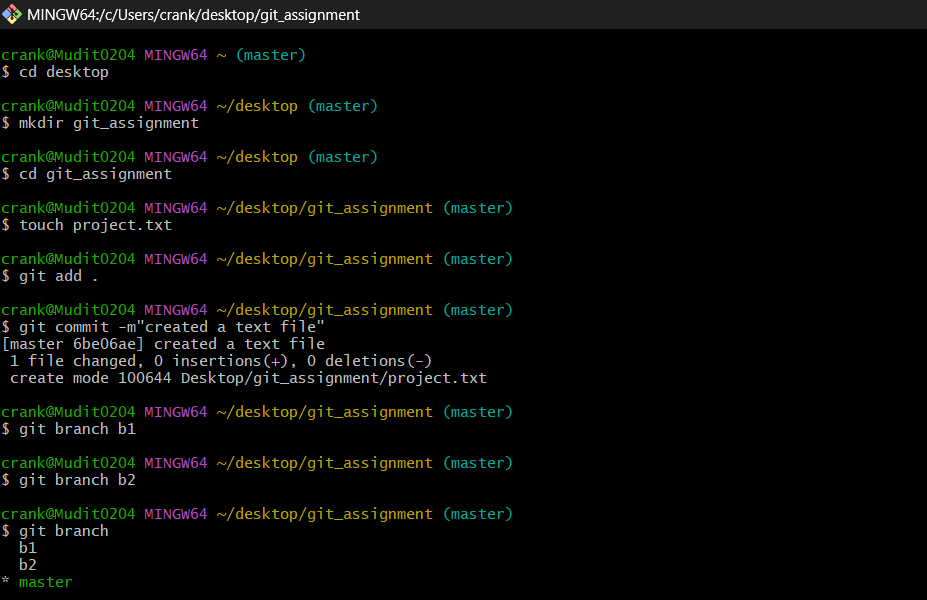 MINGW64:/c/Users/crank/desktop/git_assignment
crank@Mudit0204 MINGW64 ~ (master)
$ cd desktop
crank@Mudit0204 MINGW64 ~/desktop (master)
$ mkdir git_assignment
crank@Mudit0204 MINGW64 ~/desktop (master)
$ cd git_assignment
crank@Mudit0204 MINGW64 ~/desktop/git_assignment (master)
$ touch project.txt
crank@Mudit0204 MINGW64 ~/desktop/git_assignment (master)
$ git add .
crank@Mudit0204 MINGW64 ~/desktop/git_assignment (master)
$ git commit -m"created a text file"
[master 6be06ae] created a text file
 1 file changed, 0 insertions(+), 0 deletions(-)
 create mode 100644 Desktop/git_assignment/project.txt
crank@Mudit0204 MINGW64 ~/desktop/git_assignment (master)
$ git branch b1
crank@Mudit0204 MINGW64 ~/desktop/git_assignment (master)
$ git branch b2
crank@Mudit0204 MINGW64 ~/desktop/git_assignment (master)
$ git branch
  b1
  b2
* master